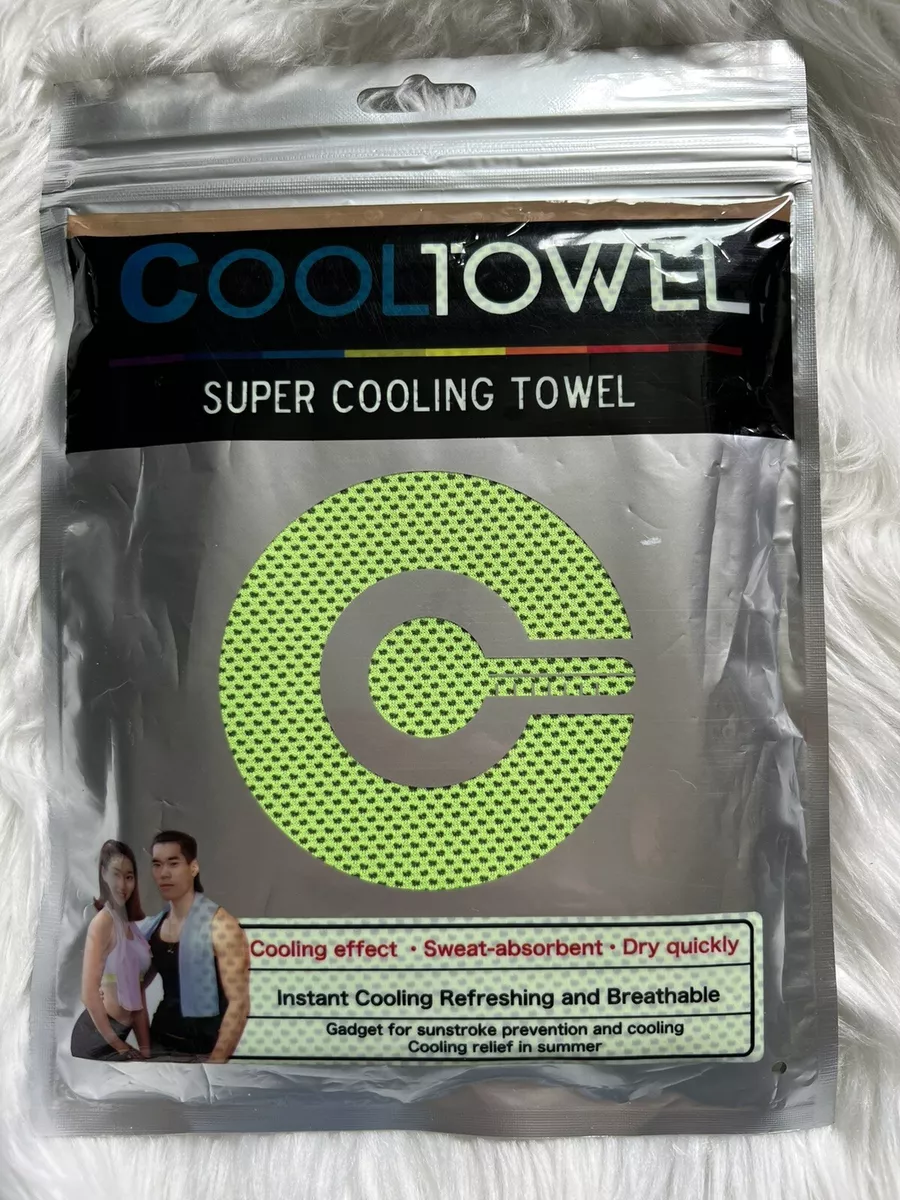 COOLTOWEL
SUPER COOLING TOWEL
Cooling effect · Sweat-absorbent · Dry quickly
Instant Cooling Refreshing and Breathable
Gadget for sunstroke prevention and cooling
Cooling relief in summer